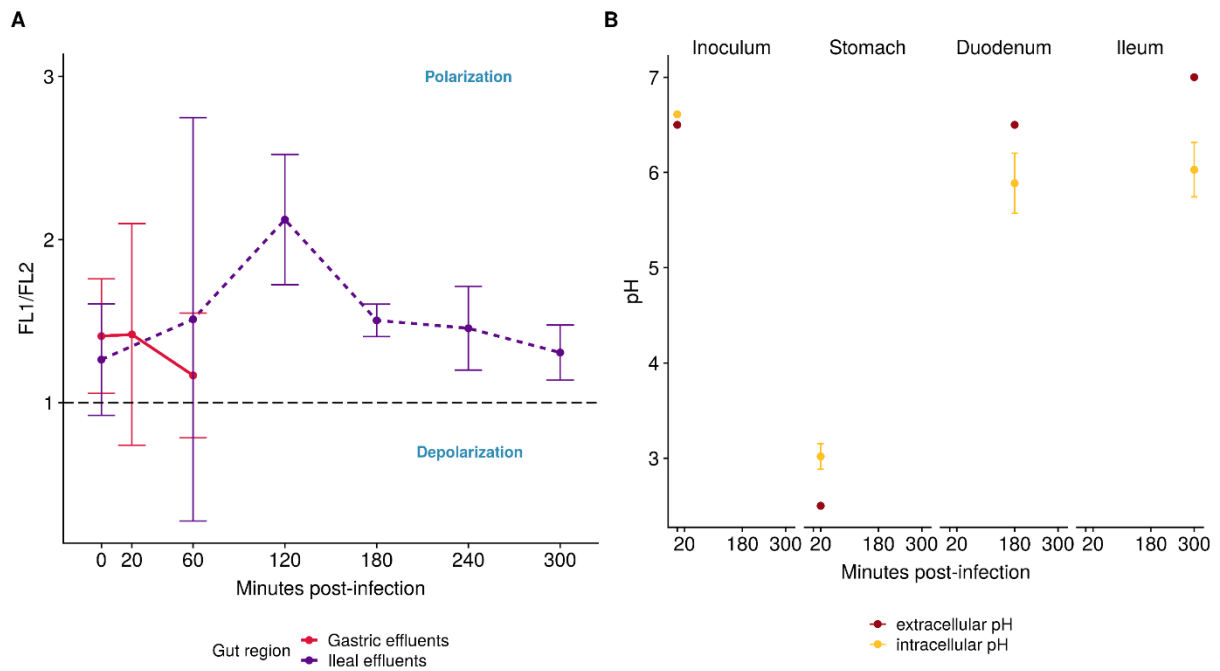 A
3
2
1
FL1/FL2
Polarization
Depolarization
0 20 60 120 180 240 300
Minutes post-infection
Gut region
Gastric effluents
Ileal effluents
B
Inoculum Stomach Duodenum Ileum
7
6
5
4
3
pH
20 180 300 20 180 300 20 180 300 20 180 300
Minutes post-infection
extracellular pH
intracellular pH